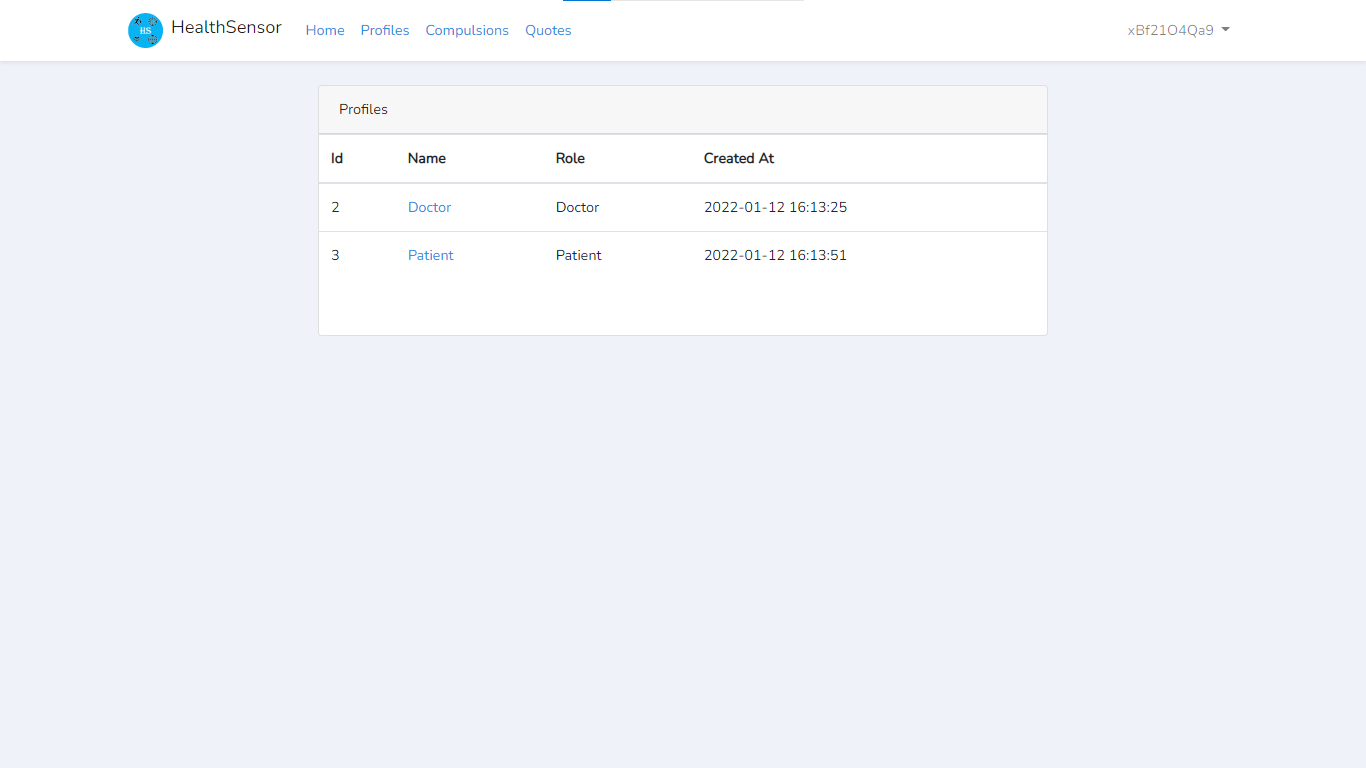 HS HealthSensor Home Profiles Compulsions Quotes xBf21O4Qa9
Profiles
Id Name Role Created At
2 Doctor Doctor 2022-01-12 16:13:25
3 Patient Patient 2022-01-12 16:13:51